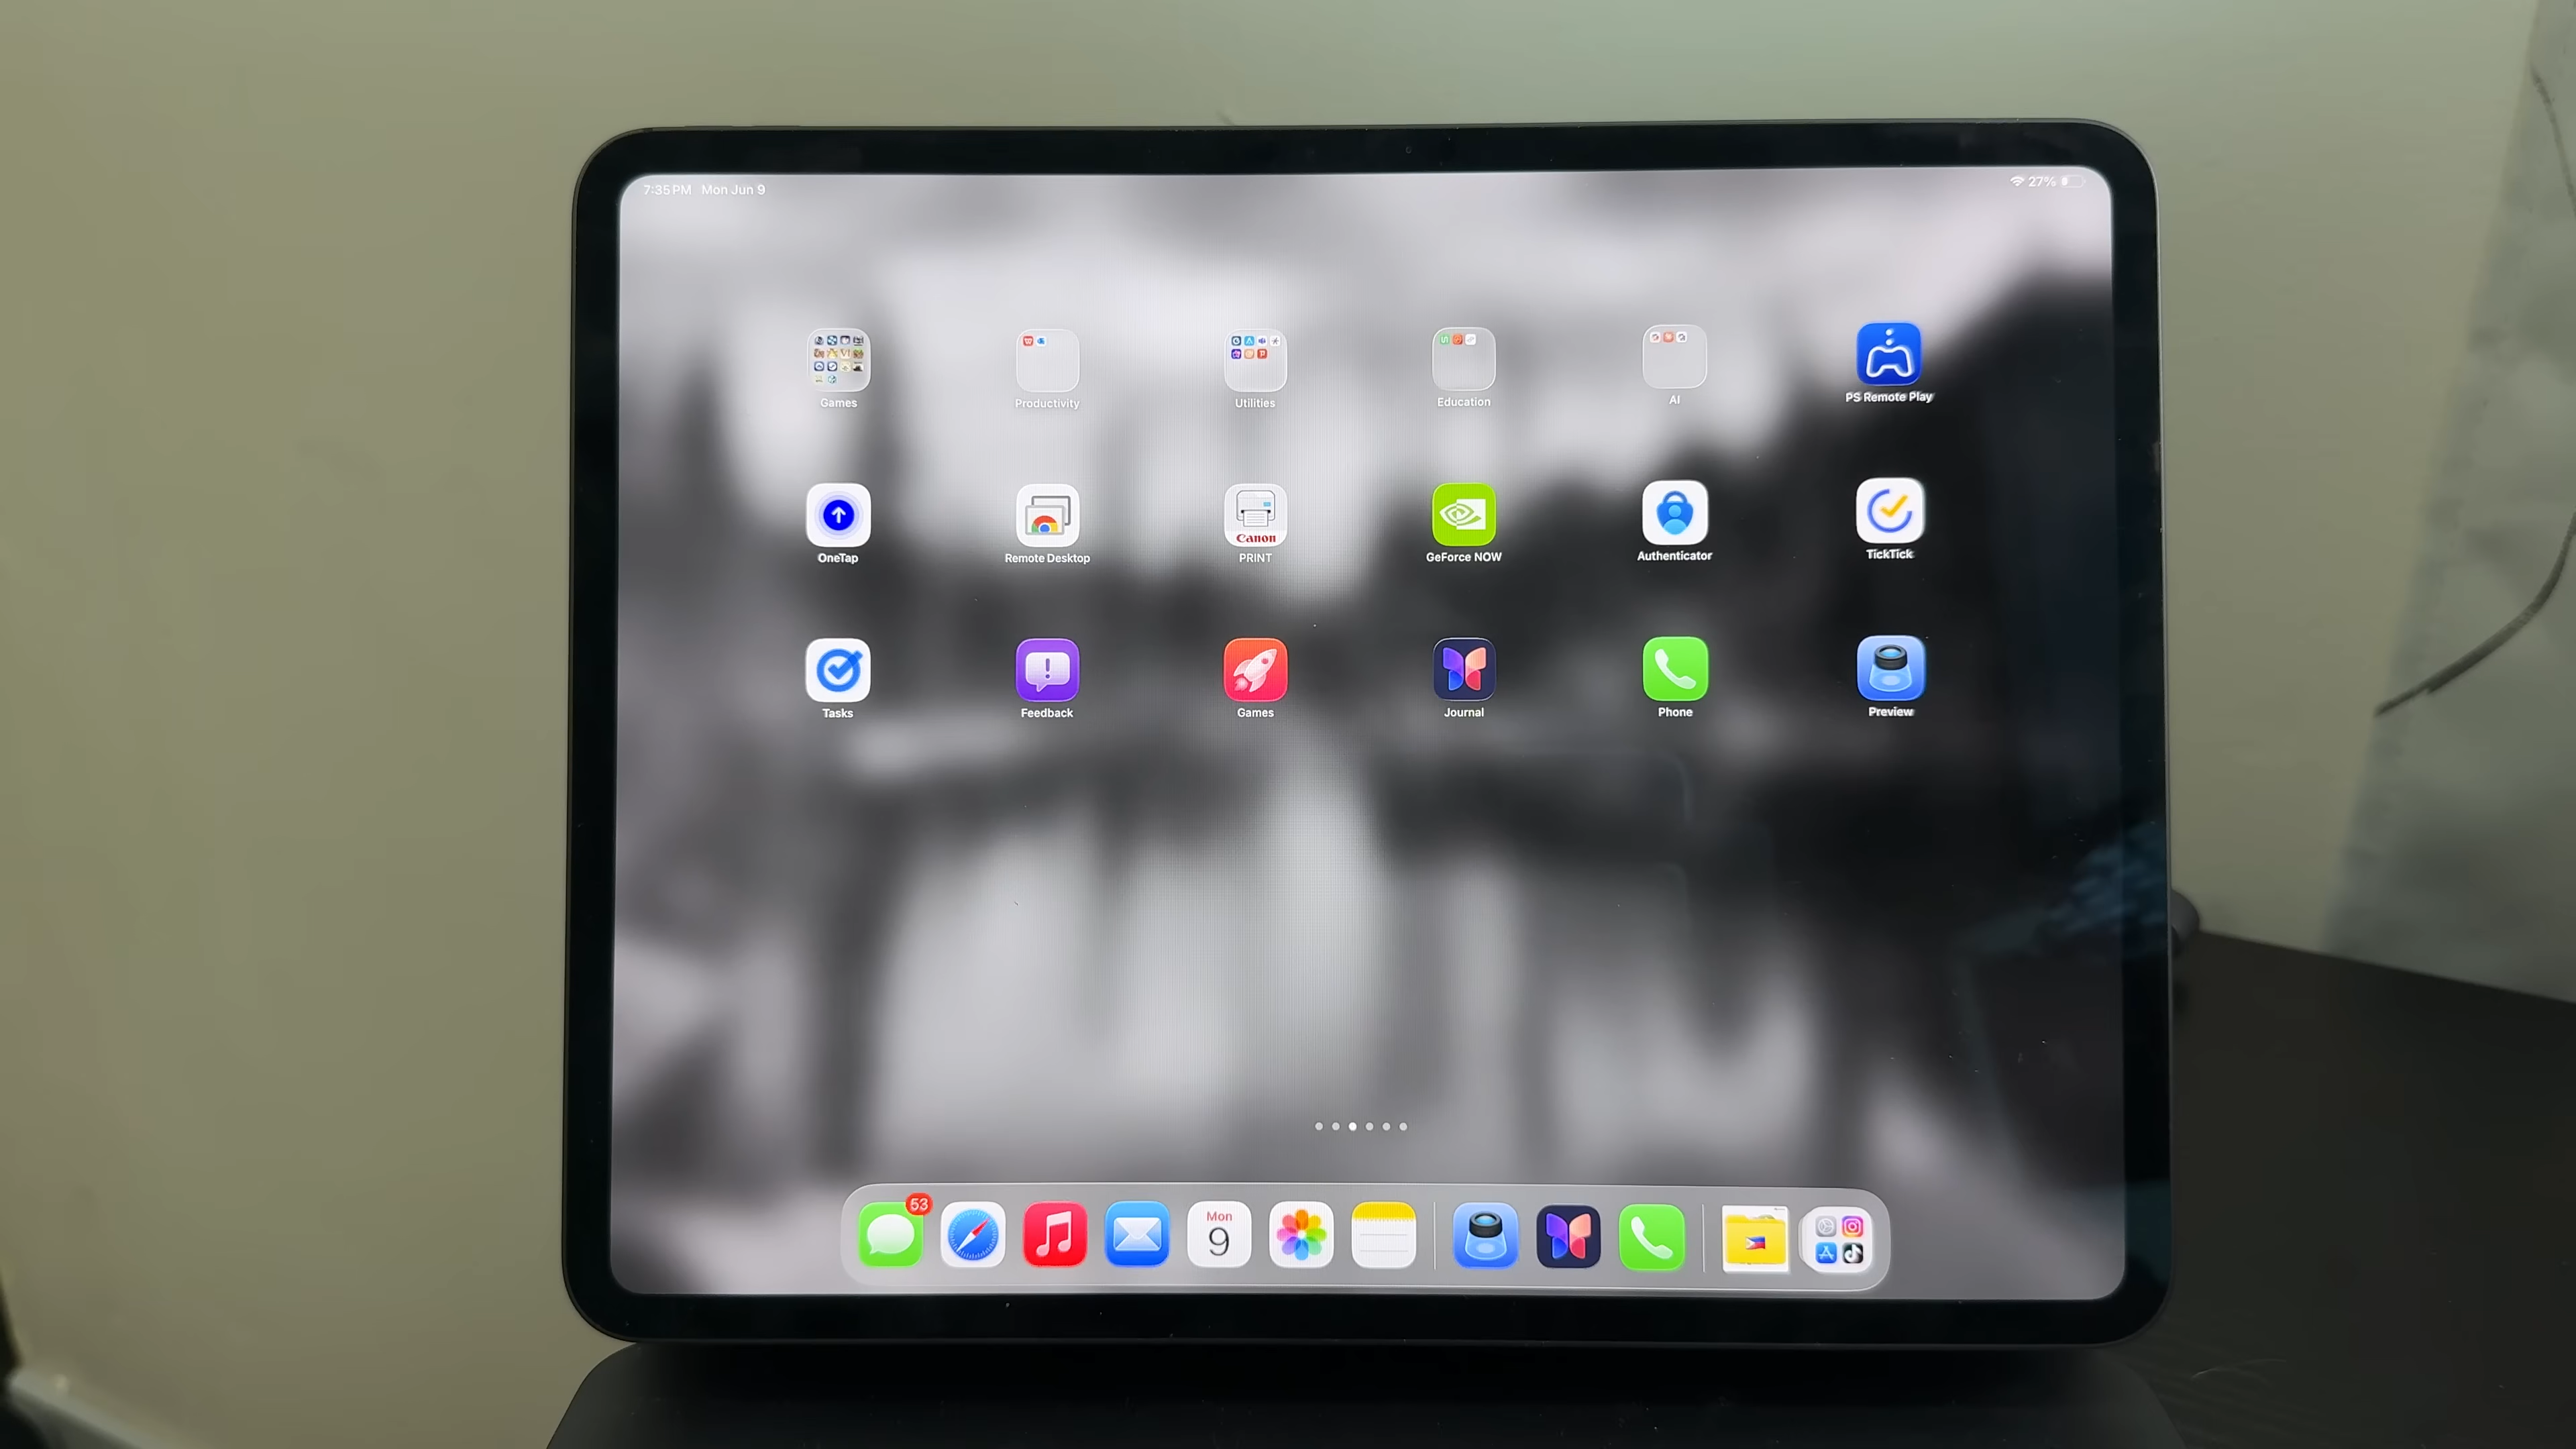 7:35 PM Mon Jun 9
27%
Games
Productivity
Utilities
Education
AI
PS Remote Play
OneTap
Remote Desktop
Canon
PRINT
GeForce NOW
Authenticator
TickTick
Tasks
Feedback
Games
Journal
Phone
Preview
53
Mon
9